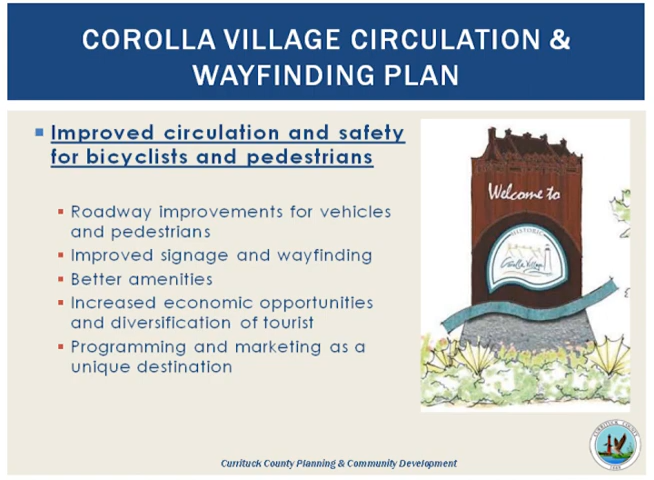 COROLLA VILLAGE CIRCULATION &
WAYFINDING PLAN
Improved circulation and safety
for bicyclists and pedestrians
Roadway improvements for vehicles
and pedestrians
Improved signage and wayfinding
Better amenities
Increased economic opportunities
and diversification of tourist
Programming and marketing as a
unique destination
Welcome to
HISTORIC
Corolla Village
CURRITUCK COUNTY
Currituck County Planning & Community Development